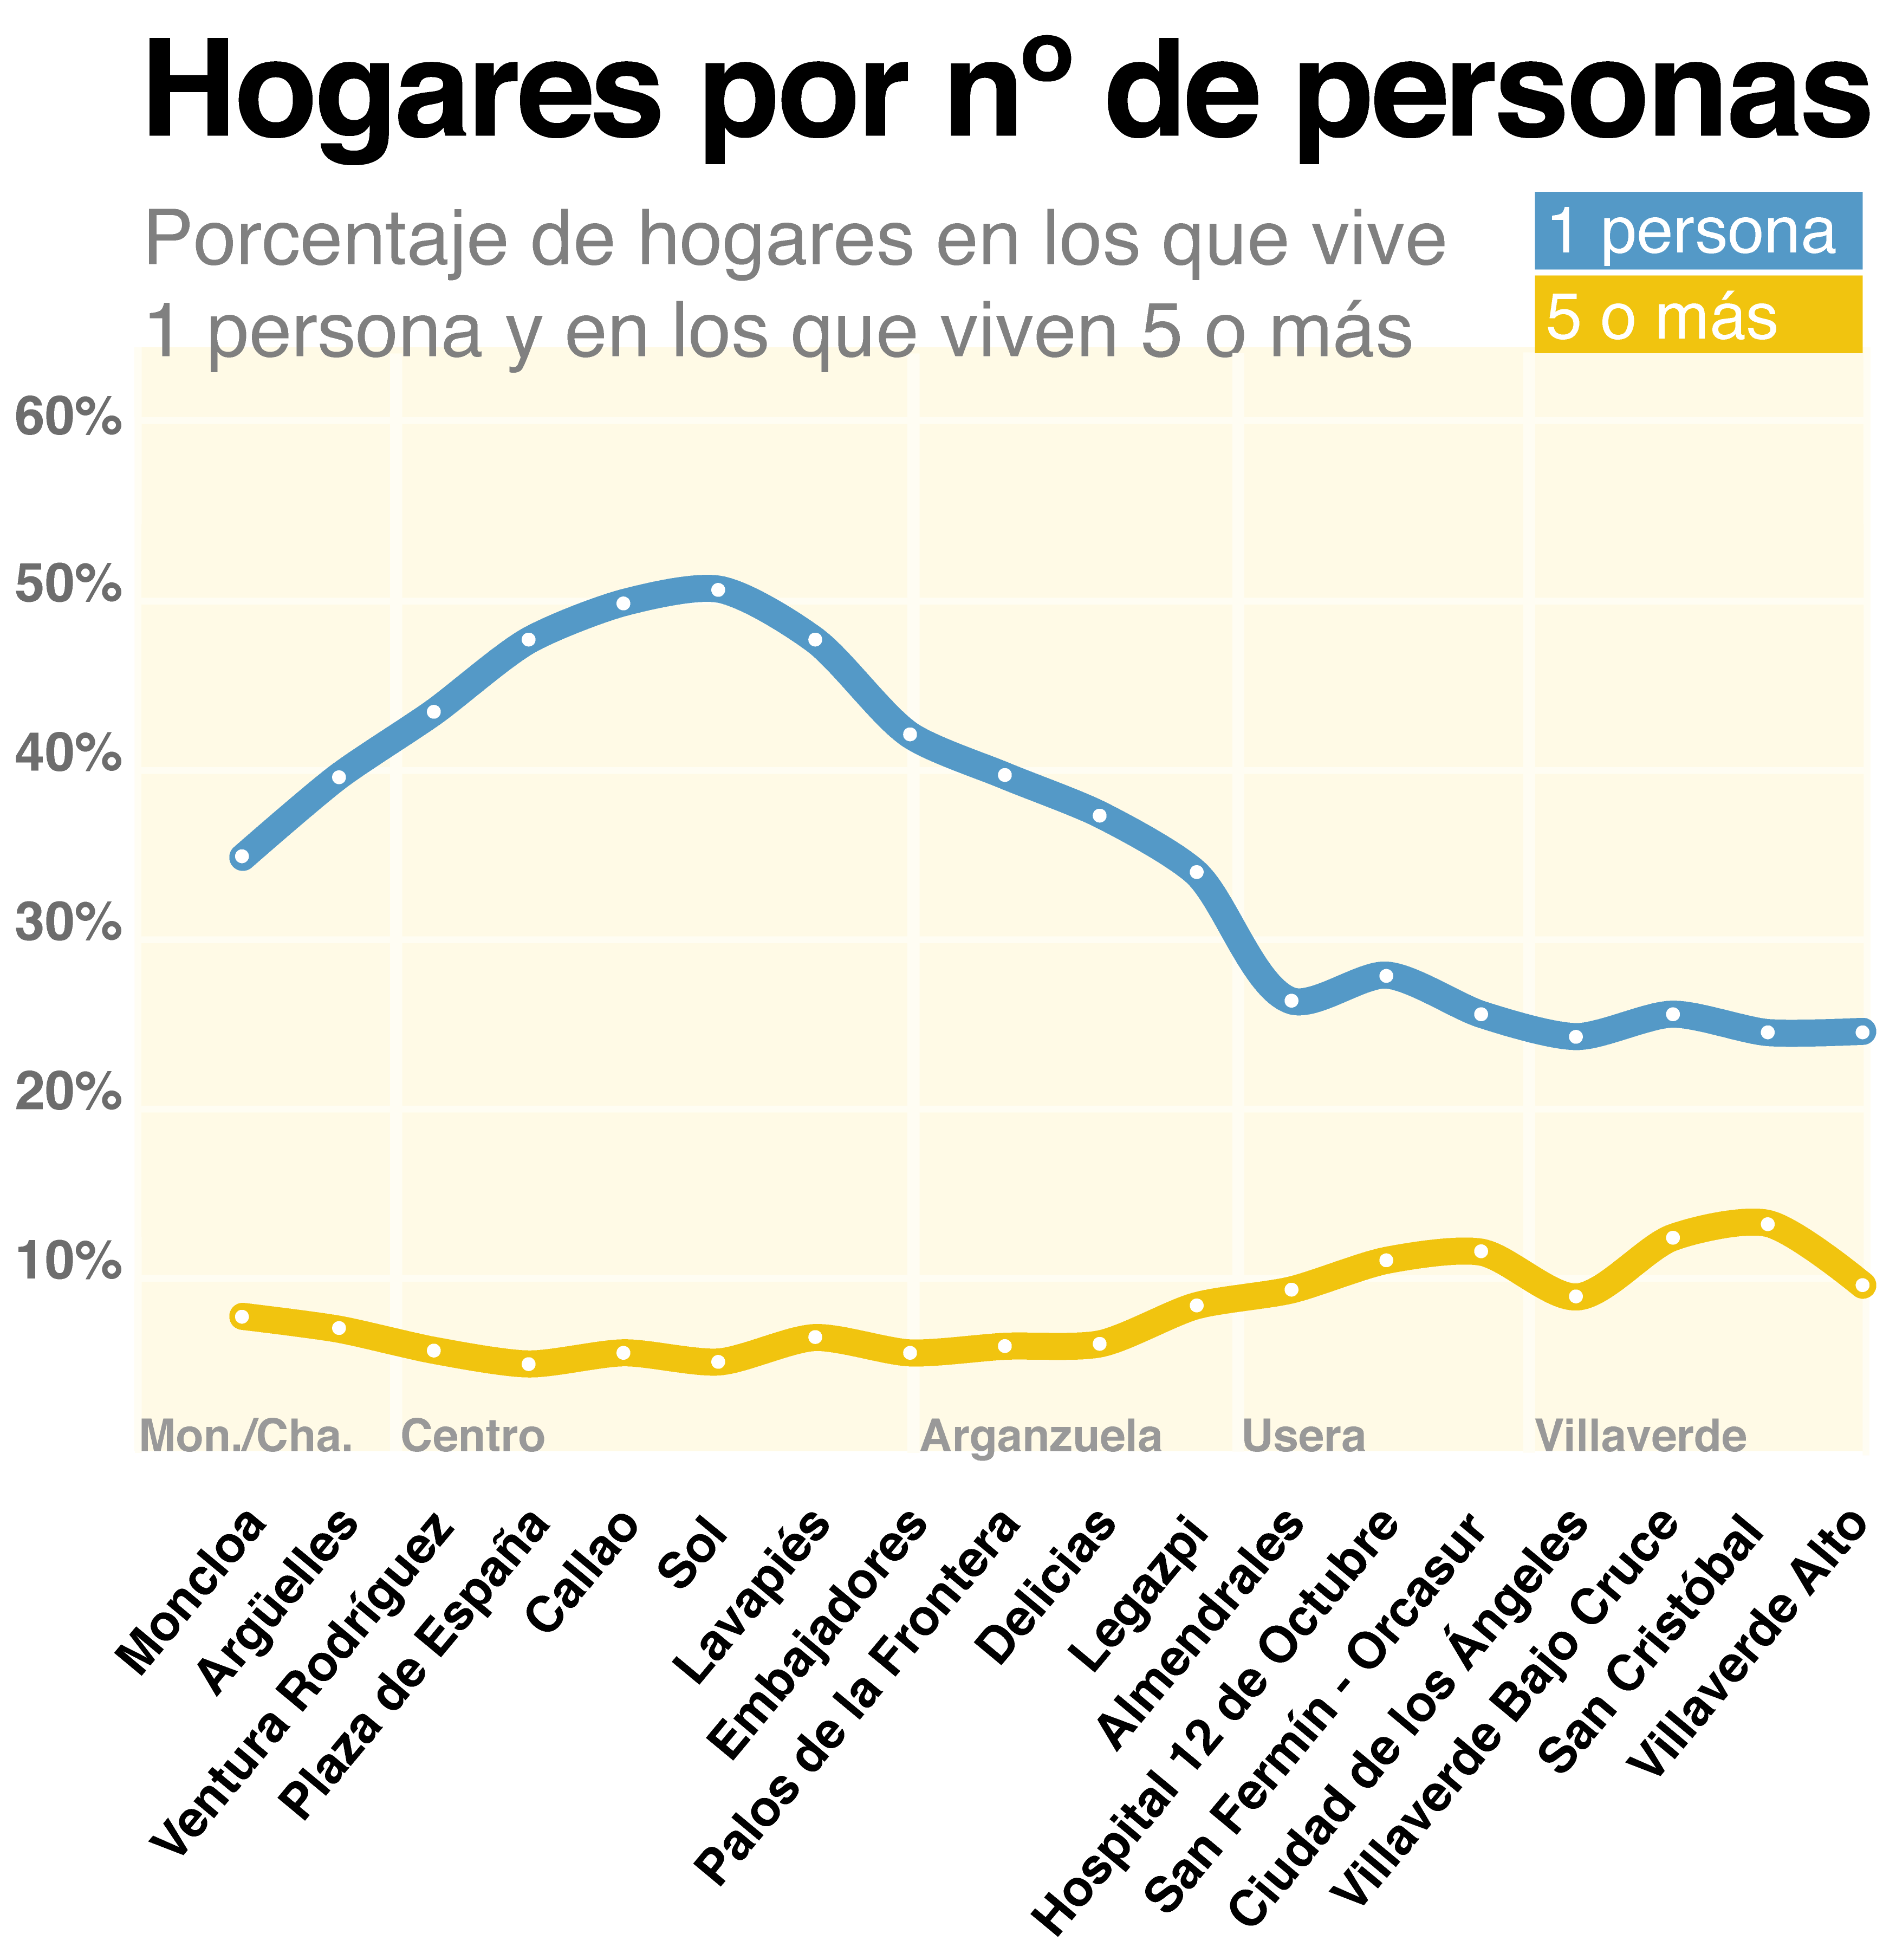 Hogares por nº de personas
Porcentaje de hogares en los que vive
1 persona y en los que viven 5 o más
1 persona
5 o más
60%
50%
40%
30%
20%
10%
Mon./Cha.
Centro
Arganzuela
Usera
Villaverde
Moncloa
Argüelles
Ventura Rodríguez
Plaza de España
Callao
Sol
Lavapiés
Embajadores
Palos de la Frontera
Delicias
Legazpi
Almendrales
Hospital 12 de Octubre
San Fermín - Orcasur
Ciudad de los Ángeles
Villaverde Bajo Cruce
San Cristóbal
Villaverde Alto